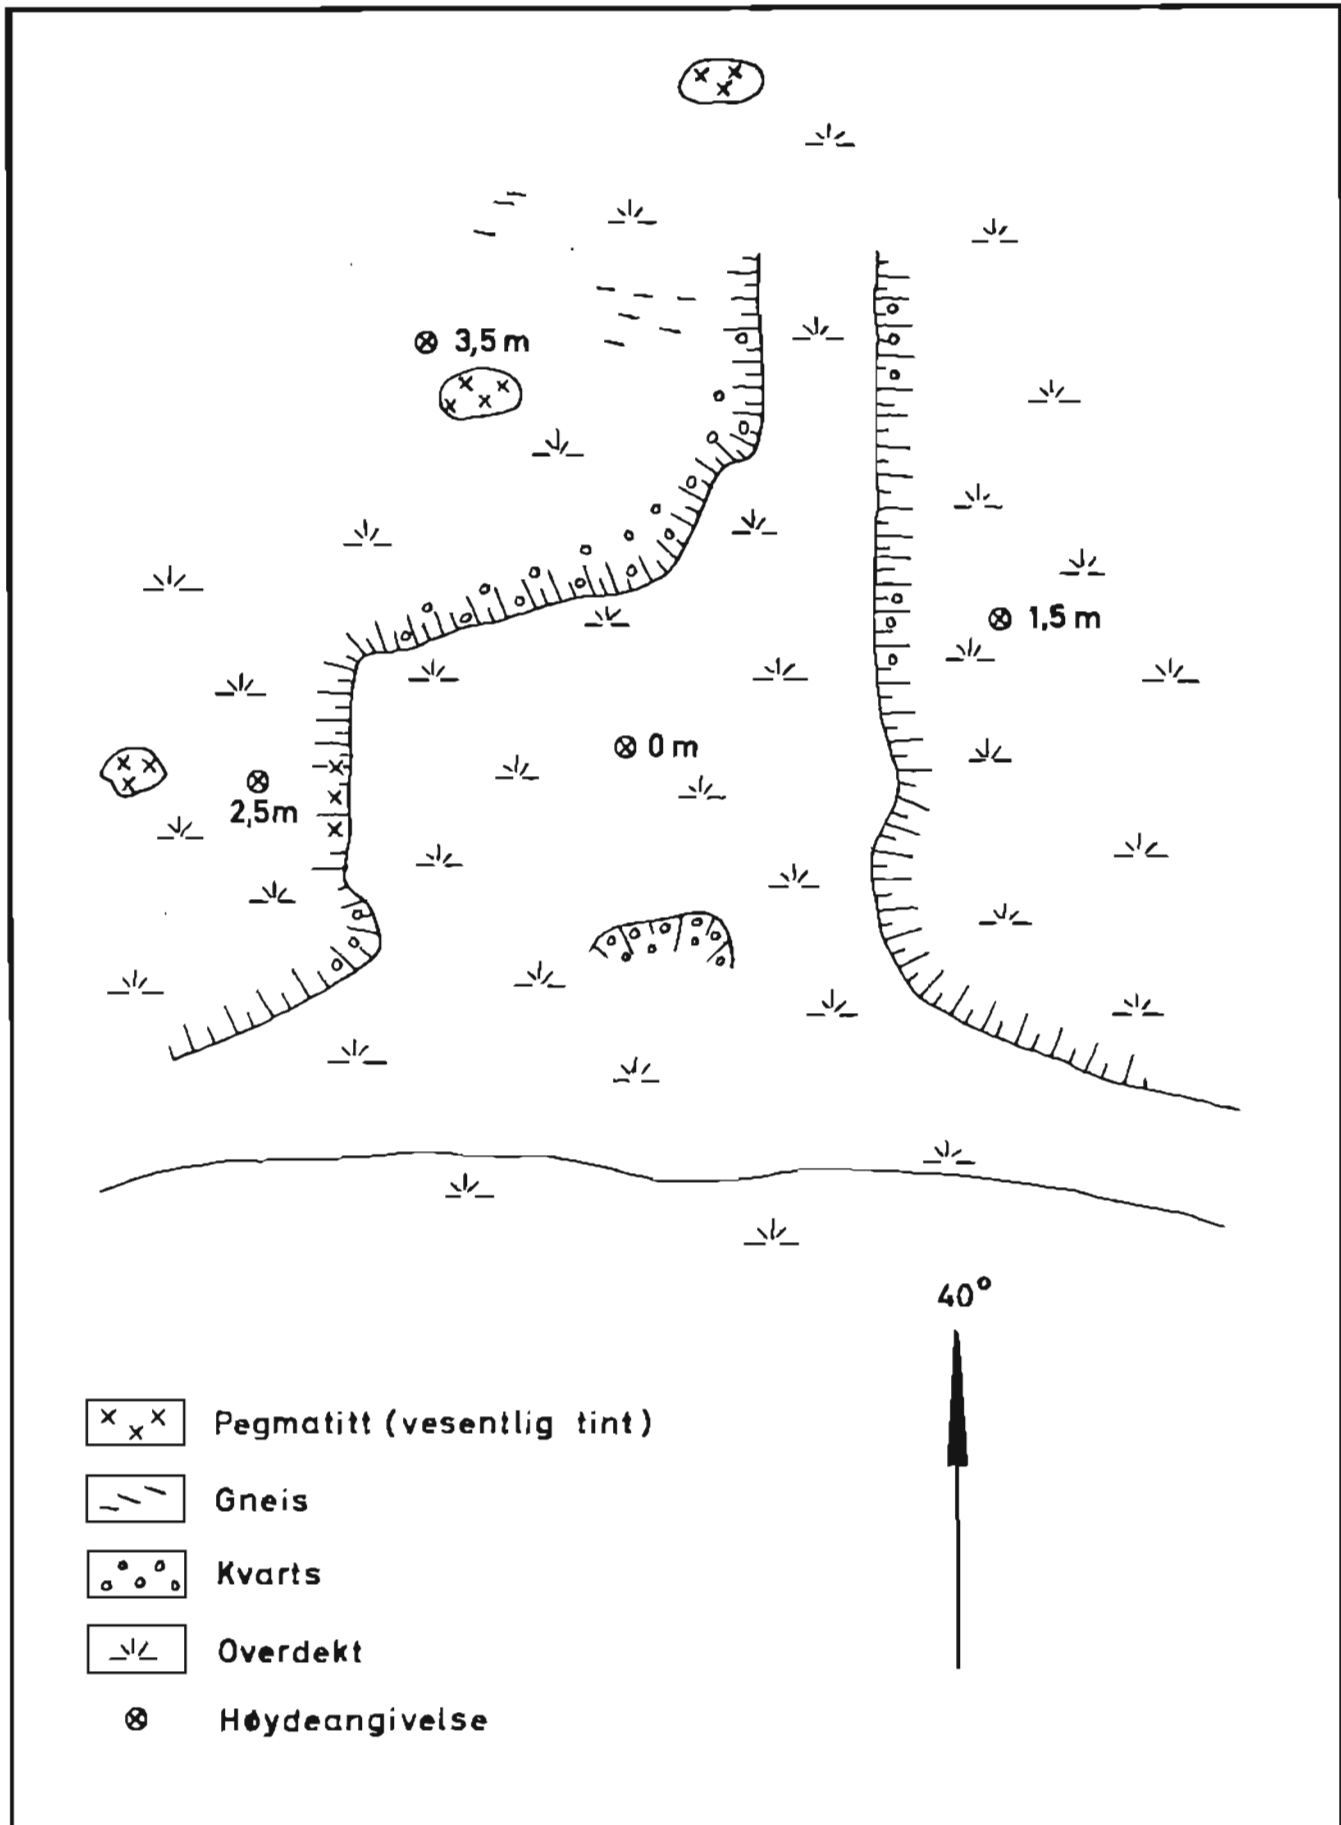 3,5 m
1,5 m
0 m
2,5m
40°
Pegmatitt (vesentlig tint)
Gneis
Kvarts
Overdekt
Høydeangivelse